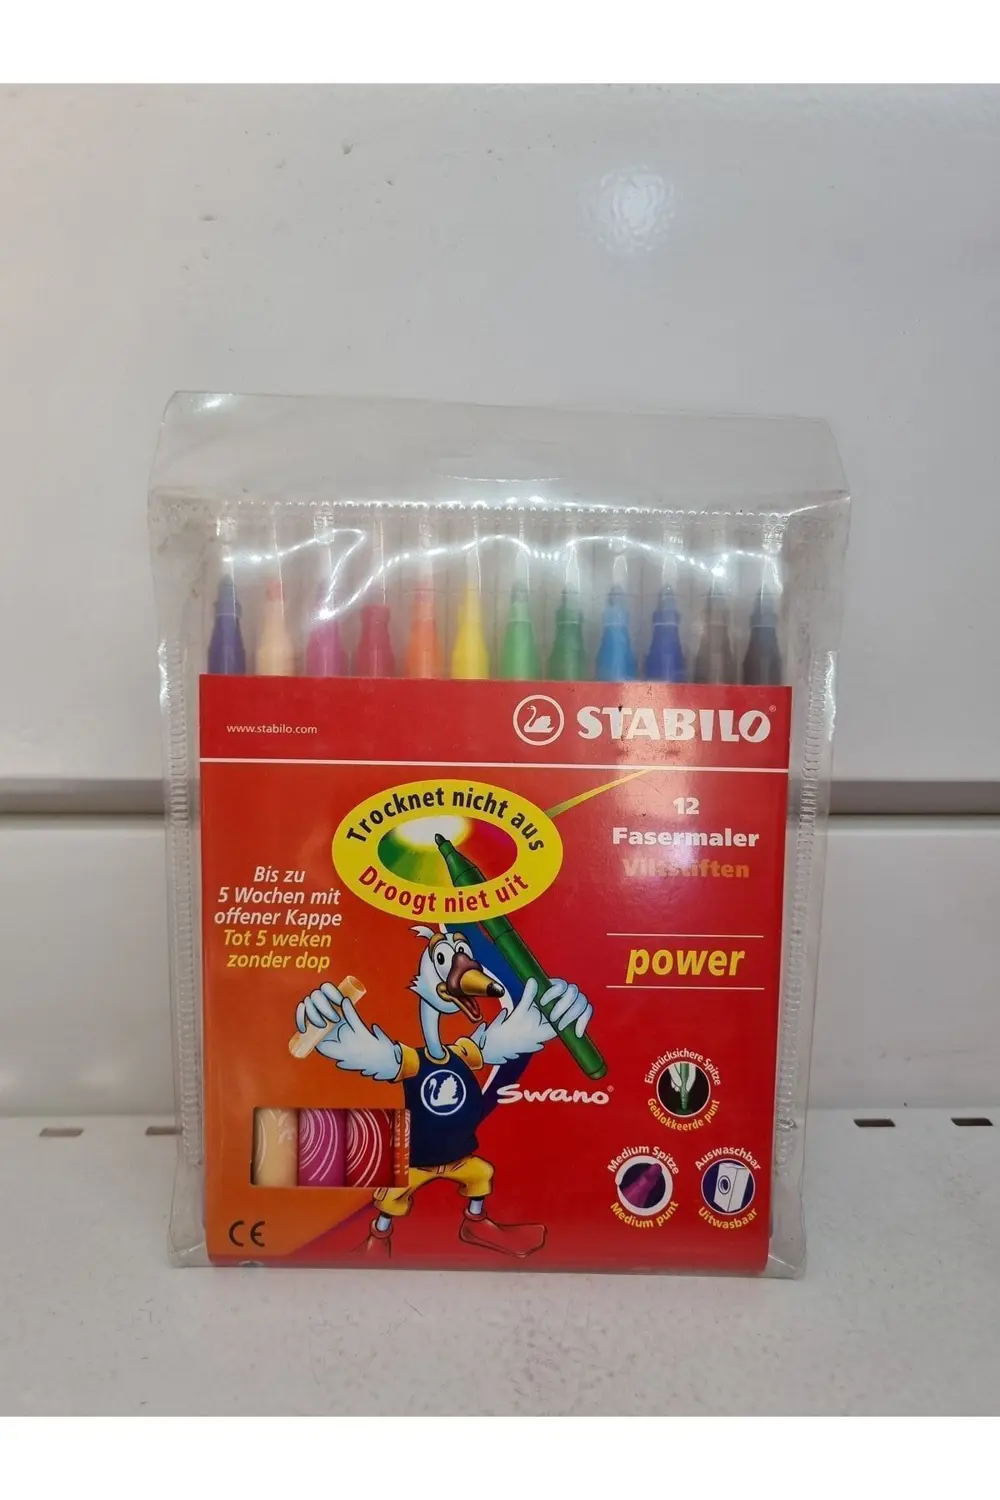 www.stabilo.com
STABILO®
Trocknet nicht aus
Droogt niet uit
12
Fasermaler
Viltstiften
Bis zu
5 Wochen mit
offener Kappe
Tot 5 weken
zonder dop
power
Swano®
Eindrücksichere Spitze
Geblokkeerde punt
Medium Spitze
Medium punt
Auswaschbar
Uitwasbaar
CE